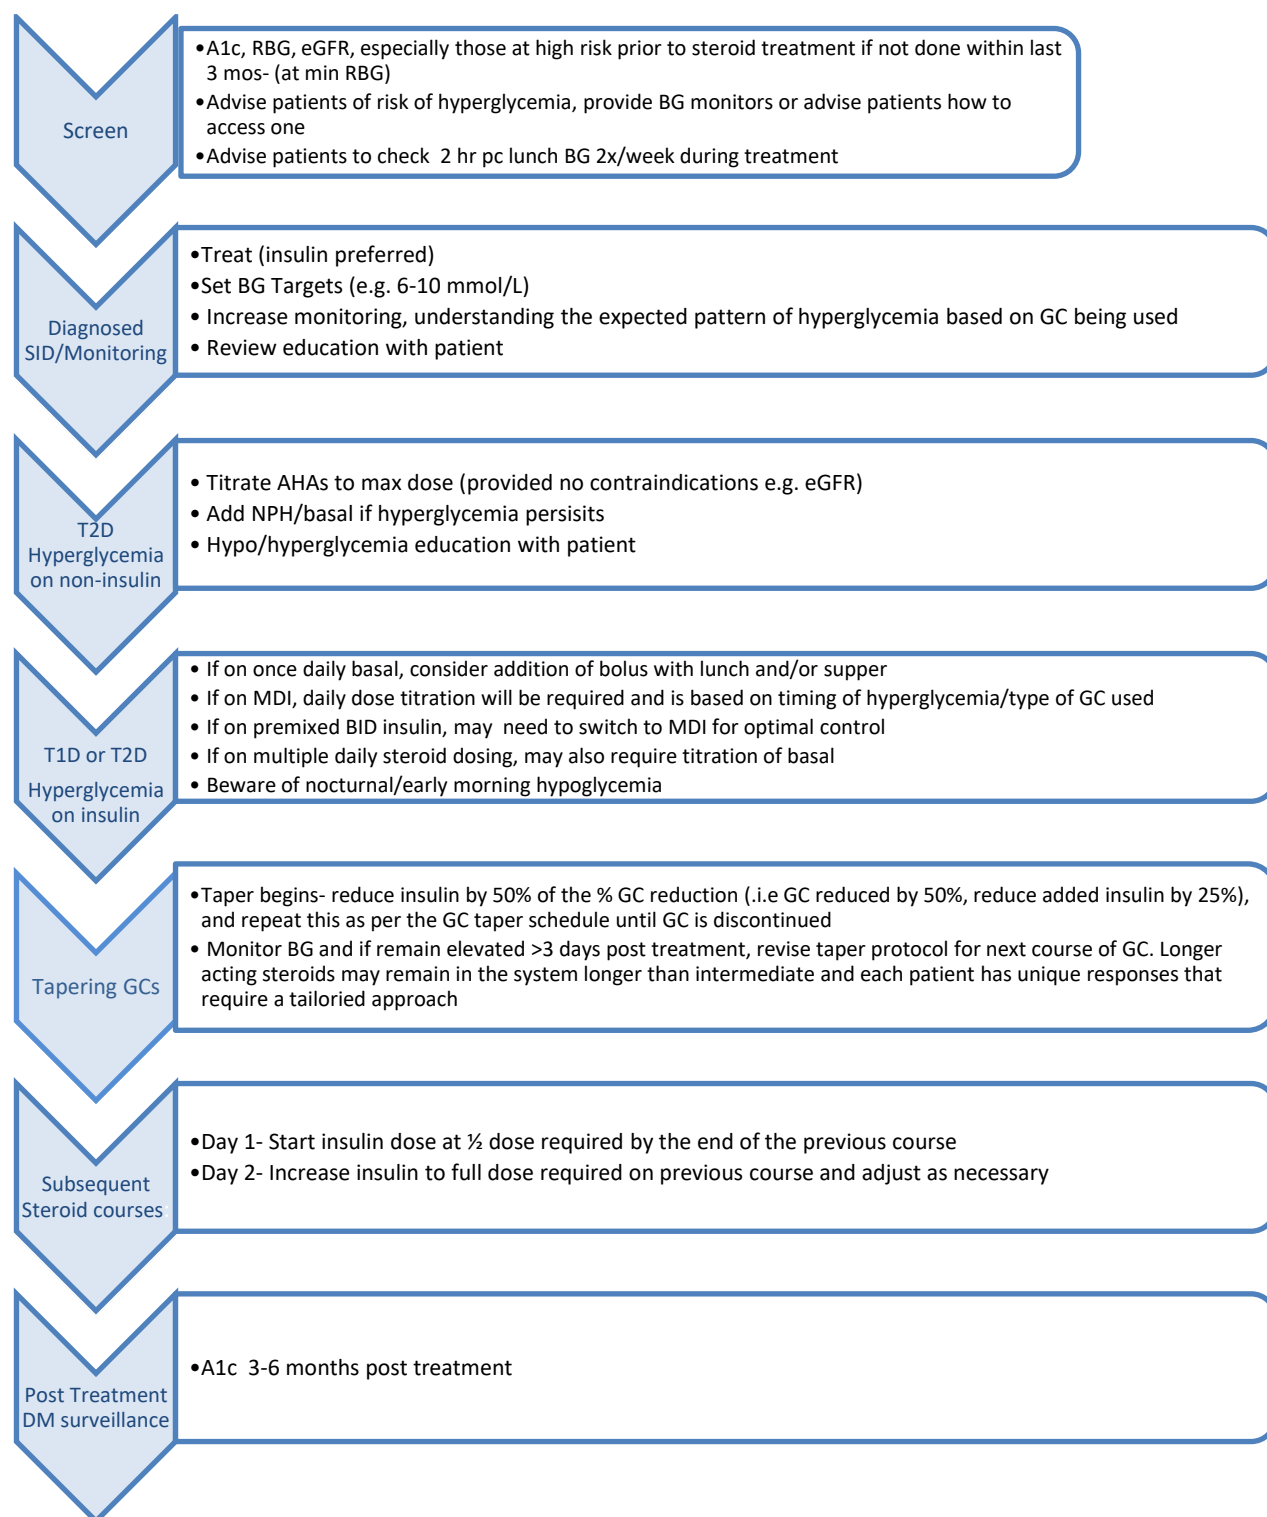 Screen
•A1c, RBG, eGFR, especially those at high risk prior to steroid treatment if not done within last
3 mos- (at min RBG)
•Advise patients of risk of hyperglycemia, provide BG monitors or advise patients how to
access one
•Advise patients to check 2 hr pc lunch BG 2x/week during treatment
Diagnosed
SID/Monitoring
•Treat (insulin preferred)
•Set BG Targets (e.g. 6-10 mmol/L)
• Increase monitoring, understanding the expected pattern of hyperglycemia based on GC being used
• Review education with patient
T2D
Hyperglycemia
on non-insulin
• Titrate AHAs to max dose (provided no contraindications e.g. eGFR)
• Add NPH/basal if hyperglycemia persisits
• Hypo/hyperglycemia education with patient
T1D or T2D
Hyperglycemia
on insulin
• If on once daily basal, consider addition of bolus with lunch and/or supper
• If on MDI, daily dose titration will be required and is based on timing of hyperglycemia/type of GC used
• If on premixed BID insulin, may need to switch to MDI for optimal control
• If on multiple daily steroid dosing, may also require titration of basal
• Beware of nocturnal/early morning hypoglycemia
Tapering GCs
•Taper begins- reduce insulin by 50% of the % GC reduction (.i.e GC reduced by 50%, reduce added insulin by 25%),
and repeat this as per the GC taper schedule until GC is discontinued
• Monitor BG and if remain elevated >3 days post treatment, revise taper protocol for next course of GC. Longer
acting steroids may remain in the system longer than intermediate and each patient has unique responses that
require a tailoried approach
Subsequent
Steroid courses
•Day 1- Start insulin dose at ½ dose required by the end of the previous course
•Day 2- Increase insulin to full dose required on previous course and adjust as necessary
Post Treatment
DM surveillance
•A1c 3-6 months post treatment